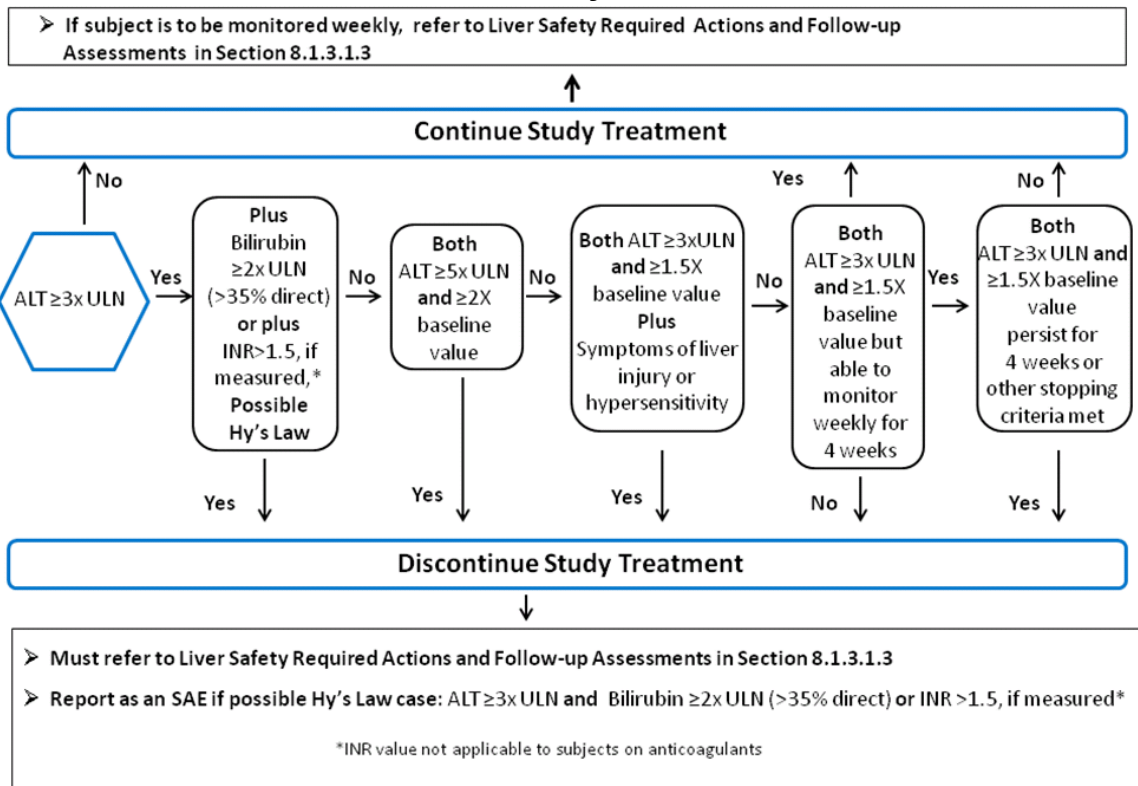 ➢ If subject is to be monitored weekly, refer to Liver Safety Required Actions and Follow-up
Assessments in Section 8.1.3.1.3
Continue Study Treatment
No
Yes
No
ALT≥3x ULN
Yes
Plus
Bilirubin
≥2x ULN
(>35% direct)
or plus
INR>1.5, if
measured,*
Possible
Hy's Law
No
Both
ALT≥5x ULN
and ≥2X
baseline
value
No
Both ALT≥3xULN
and ≥1.5X
baseline value
Plus
Symptoms of liver
injury or
hypersensitivity
No
Both
ALT≥3x ULN
and ≥1.5X
baseline
value but
able to
monitor
weekly for
4 weeks
Yes
Both
ALT≥3x ULN and
≥1.5X baseline
value
persist for
4 weeks or
other stopping
criteria met
Yes
Yes
Yes
No
Yes
Discontinue Study Treatment
➢ Must refer to Liver Safety Required Actions and Follow-up Assessments in Section 8.1.3.1.3
➢ Report as an SAE if possible Hy's Law case: ALT≥3x ULN and Bilirubin ≥2x ULN (>35% direct) or INR >1.5, if measured*
*INR value not applicable to subjects on anticoagulants